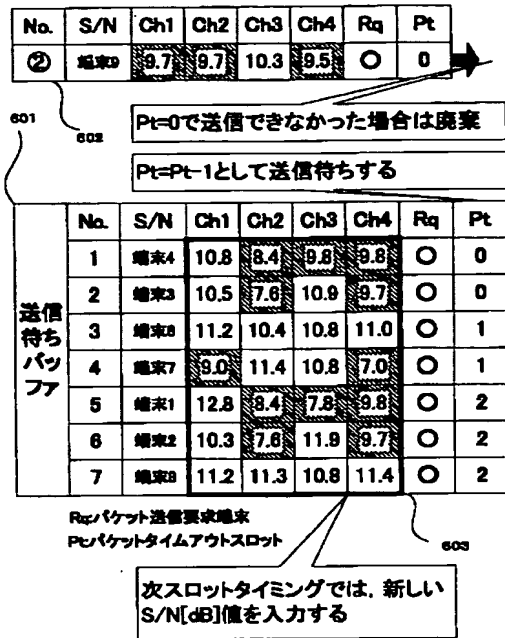 No. S/N Ch1 Ch2 Ch3 Ch4 Rq Pt
② 端末9 9.7 9.7 10.3 9.5 ○ 0
601
602
Pt=0で送信できなかった場合は廃棄
Pt=Pt-1として送信待ちする
送信待ちバッファ
No. S/N Ch1 Ch2 Ch3 Ch4 Rq Pt
1 端末4 10.8 8.4 9.8 9.8 ○ 0
2 端末3 10.5 7.6 10.9 9.7 ○ 0
3 端末6 11.2 10.4 10.8 11.0 ○ 1
4 端末7 9.0 11.4 10.8 7.0 ○ 1
5 端末1 12.8 8.4 7.8 9.8 ○ 2
6 端末2 10.3 7.6 11.9 9.7 ○ 2
7 端末8 11.2 11.3 10.8 11.4 ○ 2
Rq:パケット送信要求端末
Pt:パケットタイムアウトスロット
603
次スロットタイミングでは，新しい
S/N[dB]値を入力する